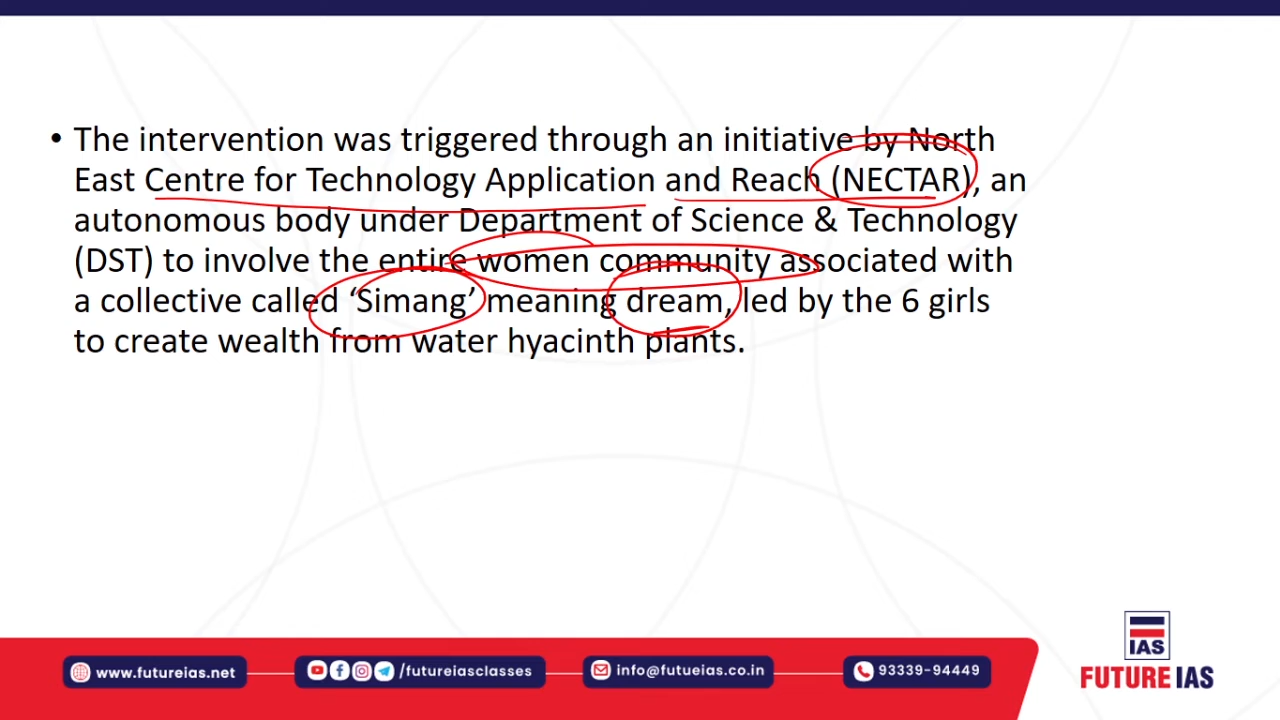 • The intervention was triggered through an initiative by North
East Centre for Technology Application and Reach (NECTAR), an
autonomous body under Department of Science & Technology
(DST) to involve the entire women community associated with
a collective called ‘Simang’ meaning dream, led by the 6 girls
to create wealth from water hyacinth plants.
IAS
FUTURE IAS
www.futureias.net
/futureiasclasses
info@futueias.co.in
93339-94449